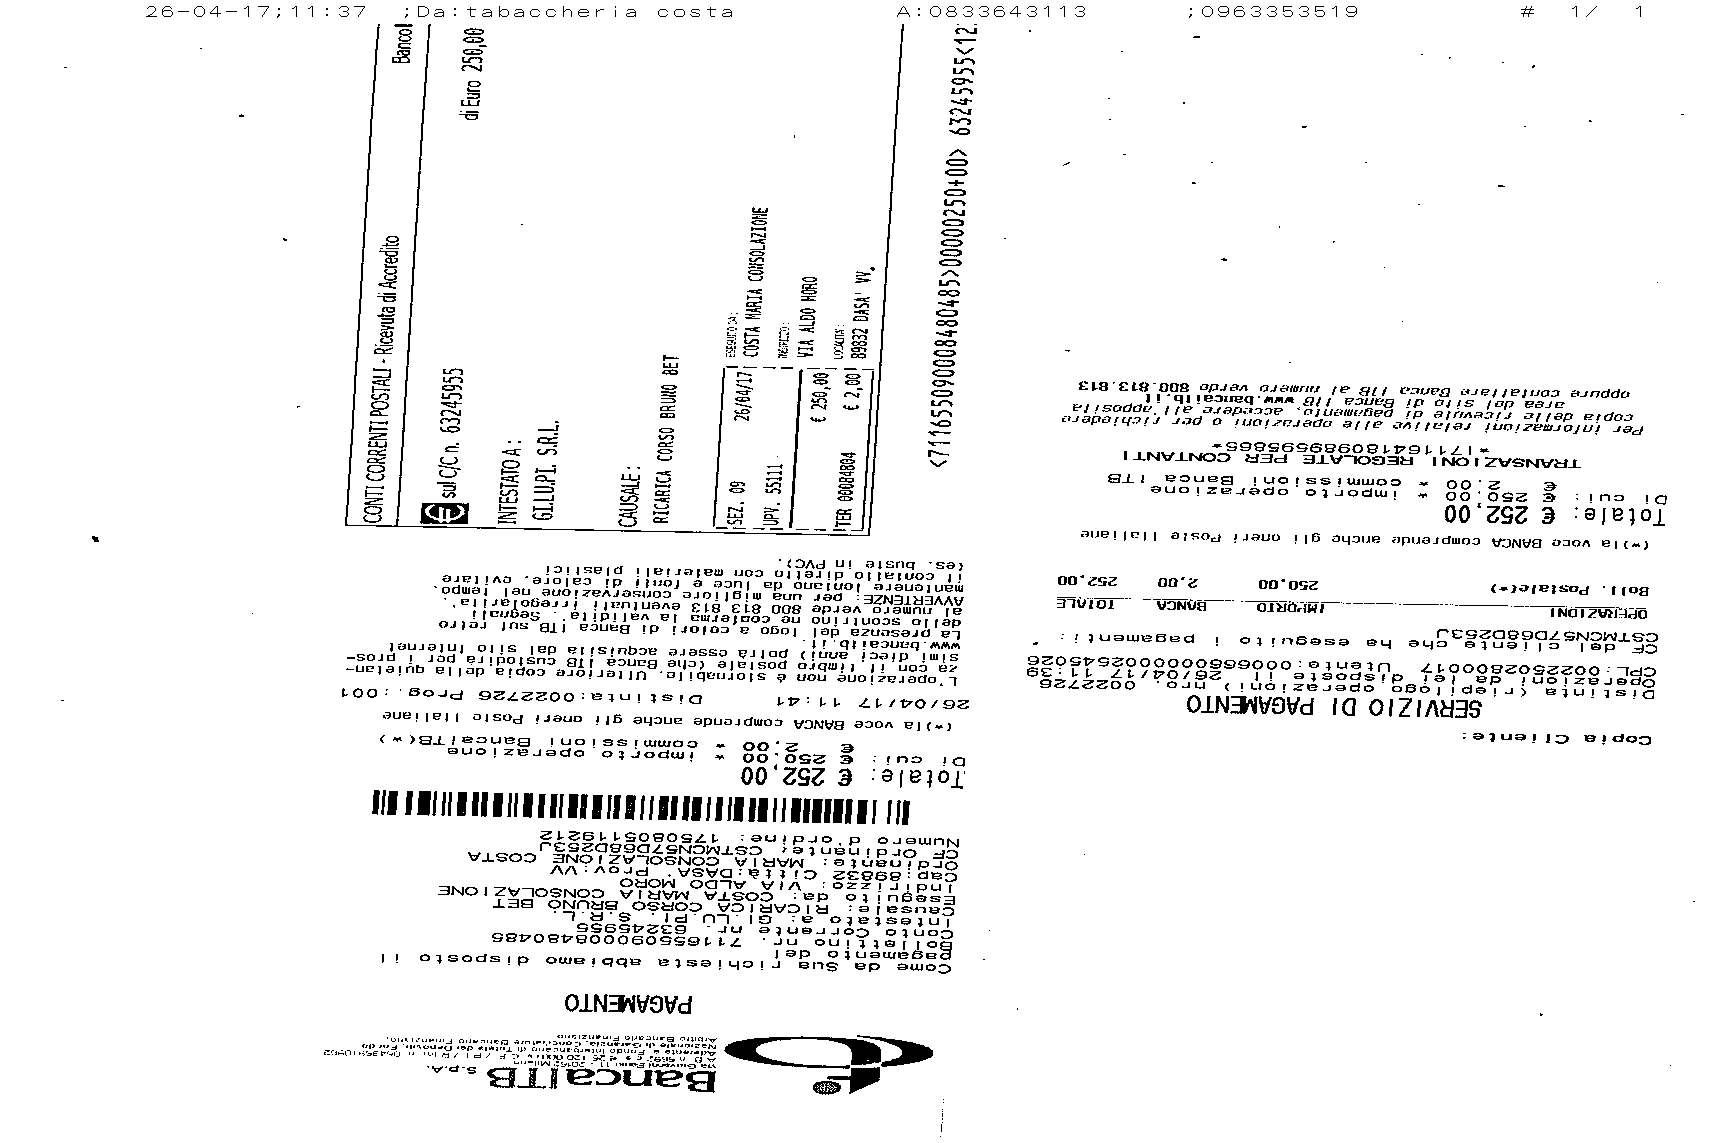 26-04-17;11:37 ;Da:tabaccheria costa A:0833643113 ;0963353519 # 1/ 1
CONTI CORRENTI POSTALI - Ricevuta di Accredito
sul C/C n. 63245955 di Euro 250,00
INTESTATO A:
GI.LU.PI. S.R.L.
CAUSALE:
RICARICA CORSO BRUNO BET
SEZ. 09 26/04/17
UPV. 55111
€ 250,00
TER 00084804 € 2,00
ESEGUITO DA:
COSTA MARIA CONSOLAZIONE
INDIRIZZO:
VIA ALDO MORO
LOCALITA':
89832 DASA' VV.
<711655090008480485>00000250+00> 63245955<12
BancaITB S.p.A.
PAGAMENTO
Come da Sua richiesta abbiamo disposto il
pagamento del
Bollettino nr. 711655090008480485
Conto Corrente nr. 63245955
Intestato a: GI.LU.PI. S.R.L.
Causale: RICARICA CORSO BRUNO BET
Eseguito da: COSTA MARIA CONSOLAZIONE
Indirizzo: VIA ALDO MORO
Cap:89832 Citta:DASA' Prov:VV
Ordinante: MARIA CONSOLAZIONE COSTA
CF Ordinante: CSTMCN57D68D253J
Numero d'ordine: 1750805119212
Totale: € 252,00
Di cui: € 250,00 * importo operazione
€ 2,00 * commissioni BancaITB(*)
(*)la voce BANCA comprende anche gli oneri Poste Italiane
26/04/17 11:41 Distinta:0022726 Prog.:001
L'operazione non è stornabile. Ulteriore copia della quietan-
za con il timbro postale (che Banca ITB custodirà per i pros-
simi dieci anni) potrà essere acquisita dal sito internet
www.bancaitb.it
La presenza del logo a colori di Banca ITB sul retro
dello scontrino ne conferma la validità. Segnali
al numero verde 800 813 813 eventuali irregolarità.
AVVERTENZE: per una migliore conservazione nel tempo
mantenere lontano da luce e fonti di calore, evitare
il contatto diretto con materiali plastici
(es. buste in PVC).
Copia Cliente:
SERVIZIO DI PAGAMENTO
Distinta (riepilogo operazioni) nro. 0022726
Operazioni da lei disposte il 26/04/17 11:39
CPL:00225020800017 Utente:000695000002545026
CF del cliente che ha eseguito i pagamenti:
CSTMCN57D68D253J
OPERAZIONI IMPORTO BANCA TOTALE
Boll. Postale(*) 250,00 2,00 252,00
(*)la voce BANCA comprende anche gli oneri Poste Italiane
Totale: € 252,00
Di cui: € 250,00 * importo operazione
€ 2,00 * commissioni Banca ITB
TRANSAZIONI REGOLATE PER CONTANTI
*17116418098959586S*
Per informazioni relative alle operazioni o per richiedere
copia delle ricevute di pagamento, accedere all'apposita
area del sito di Banca ITB www.bancaitb.it
oppure contattare Banca ITB al numero verde 800.813.813